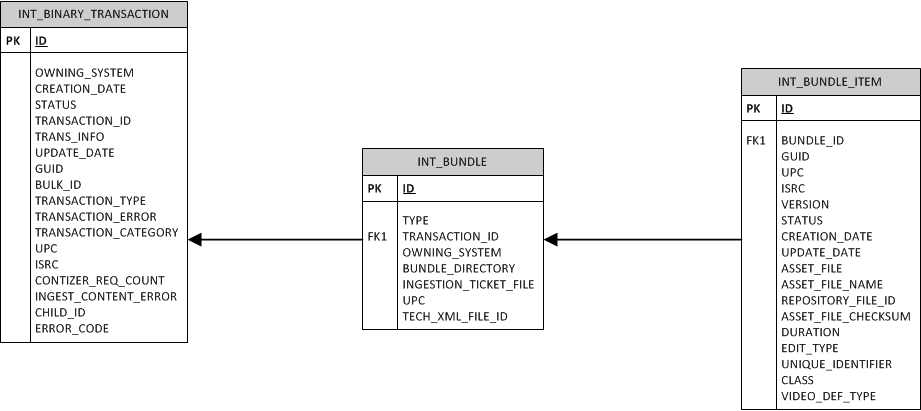 INT_BINARY_TRANSACTION
PK ID
OWNING_SYSTEM
CREATION_DATE
STATUS
TRANSACTION_ID
TRANS_INFO
UPDATE_DATE
GUID
BULK_ID
TRANSACTION_TYPE
TRANSACTION_ERROR
TRANSACTION_CATEGORY
UPC
ISRC
CONTIZER_REQ_COUNT
INGEST_CONTENT_ERROR
CHILD_ID
ERROR_CODE
INT_BUNDLE
PK ID
TYPE
FK1 TRANSACTION_ID
OWNING_SYSTEM
BUNDLE_DIRECTORY
INGESTION_TICKET_FILE
UPC
TECH_XML_FILE_ID
INT_BUNDLE_ITEM
PK ID
FK1 BUNDLE_ID
GUID
UPC
ISRC
VERSION
STATUS
CREATION_DATE
UPDATE_DATE
ASSET_FILE
ASSET_FILE_NAME
REPOSITORY_FILE_ID
ASSET_FILE_CHECKSUM
DURATION
EDIT_TYPE
UNIQUE_IDENTIFIER
CLASS
VIDEO_DEF_TYPE